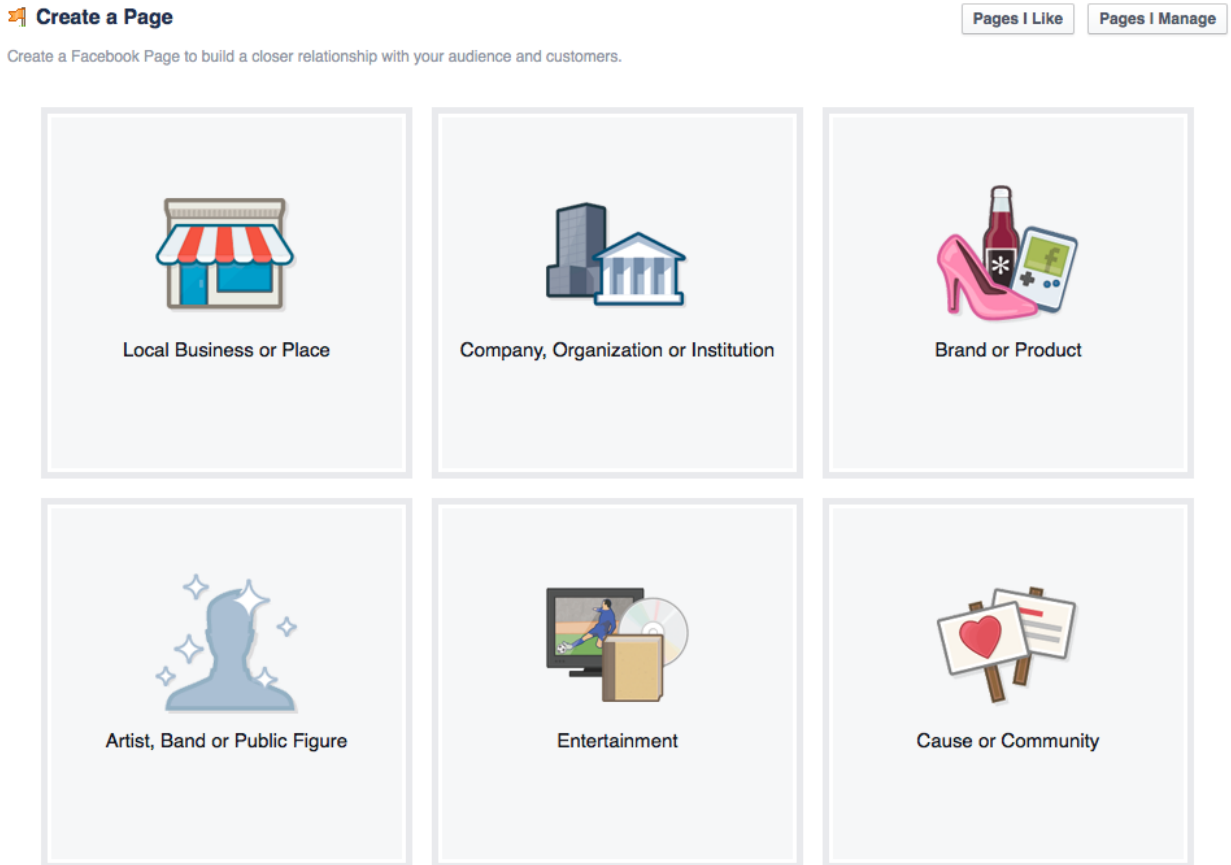 Create a Page
Pages I Like
Pages I Manage
Create a Facebook Page to build a closer relationship with your audience and customers.
Local Business or Place
Company, Organization or Institution
Brand or Product
Artist, Band or Public Figure
Entertainment
Cause or Community